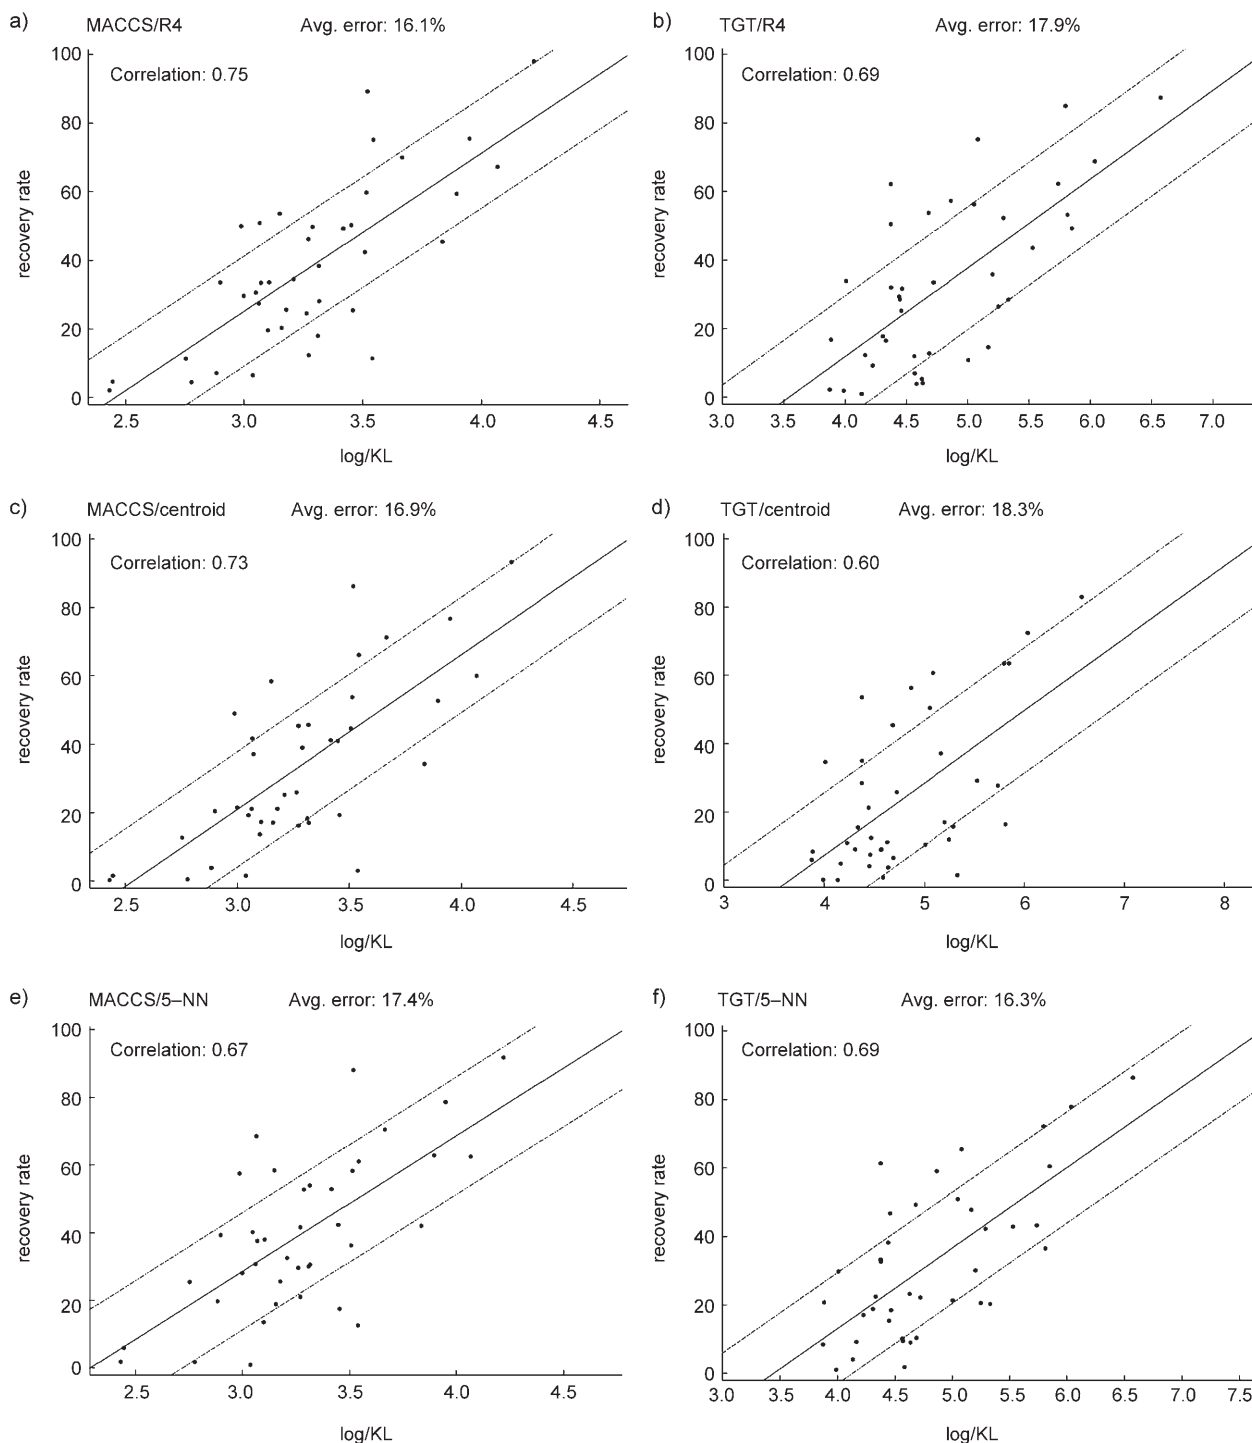 a) MACCS/R4 Avg. error: 16.1%
Correlation: 0.75
100
80
60
40
20
0
recovery rate
2.5 3.0 3.5 4.0 4.5
log/KL
b) TGT/R4 Avg. error: 17.9%
Correlation: 0.69
100
80
60
40
20
0
recovery rate
3.0 3.5 4.0 4.5 5.0 5.5 6.0 6.5 7.0
log/KL
c) MACCS/centroid Avg. error: 16.9%
Correlation: 0.73
100
80
60
40
20
0
recovery rate
2.5 3.0 3.5 4.0 4.5
log/KL
d) TGT/centroid Avg. error: 18.3%
Correlation: 0.60
100
80
60
40
20
0
recovery rate
3 4 5 6 7 8
log/KL
e) MACCS/5–NN Avg. error: 17.4%
Correlation: 0.67
100
80
60
40
20
0
recovery rate
2.5 3.0 3.5 4.0 4.5
log/KL
f) TGT/5–NN Avg. error: 16.3%
Correlation: 0.69
100
80
60
40
20
0
recovery rate
3.0 3.5 4.0 4.5 5.0 5.5 6.0 6.5 7.0 7.5
log/KL